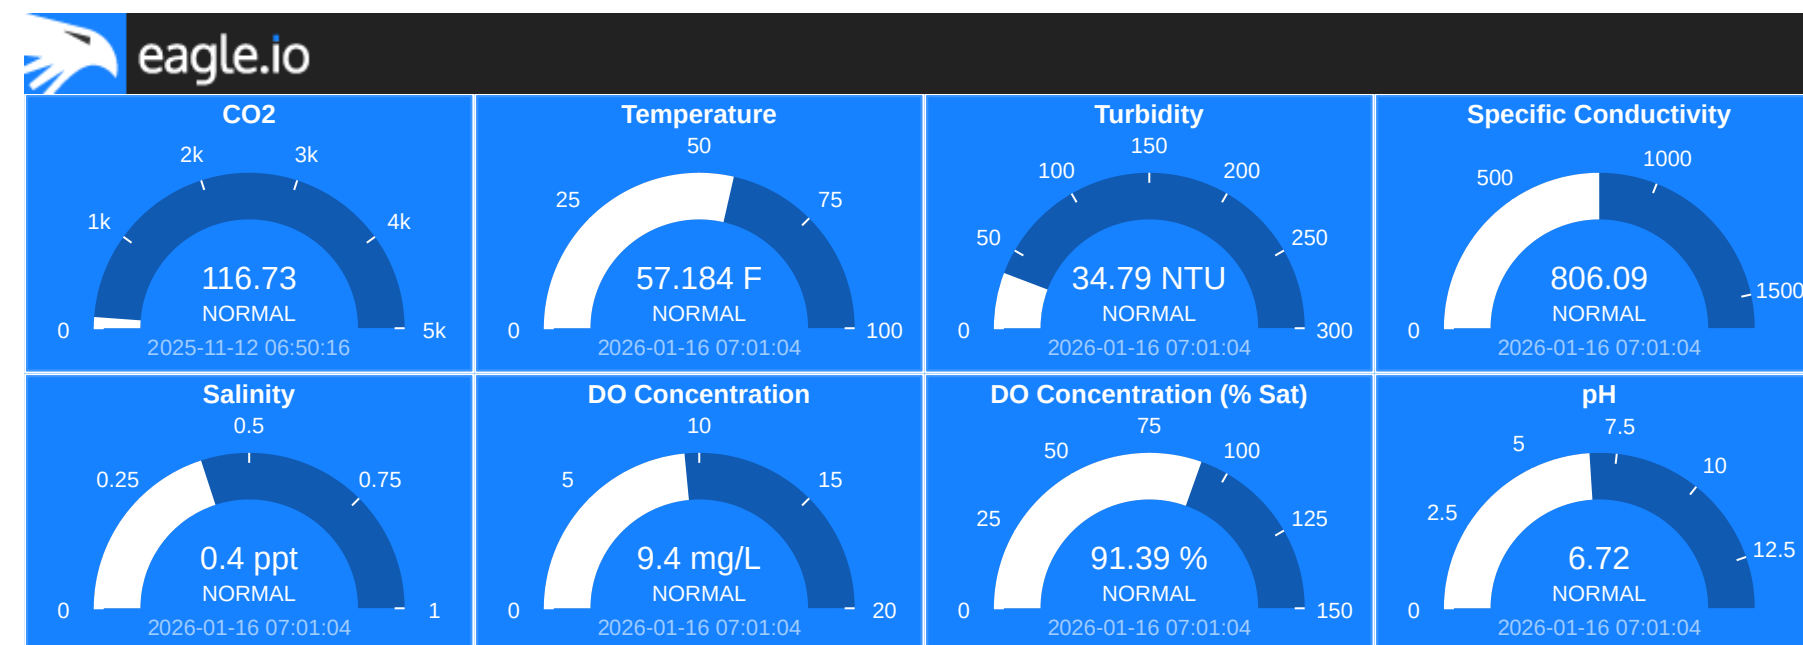 eagle.io
CO2
0
1k
2k
3k
4k
5k
116.73
NORMAL
2025-11-12 06:50:16
Temperature
0
25
50
75
100
57.184 F
NORMAL
2026-01-16 07:01:04
Turbidity
0
50
100
150
200
250
300
34.79 NTU
NORMAL
2026-01-16 07:01:04
Specific Conductivity
0
500
1000
1500
806.09
NORMAL
2026-01-16 07:01:04
Salinity
0
0.25
0.5
0.75
1
0.4 ppt
NORMAL
2026-01-16 07:01:04
DO Concentration
0
5
10
15
20
9.4 mg/L
NORMAL
2026-01-16 07:01:04
DO Concentration (% Sat)
0
25
50
75
100
125
150
91.39 %
NORMAL
2026-01-16 07:01:04
pH
0
2.5
5
7.5
10
12.5
6.72
NORMAL
2026-01-16 07:01:04